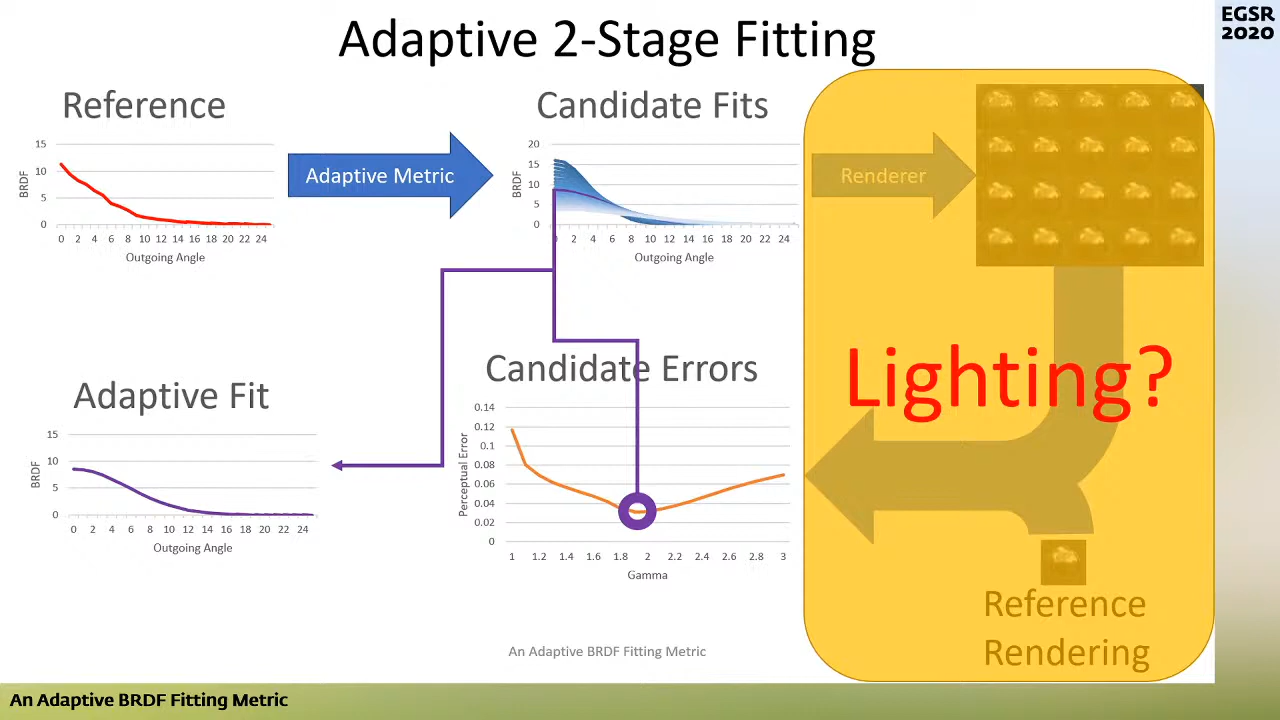 Adaptive 2-Stage Fitting
EGSR
2020
Reference
15
10
5
0
BRDF
0 2 4 6 8 10 12 14 16 18 20 22 24
Outgoing Angle
Adaptive Metric
Candidate Fits
20
15
10
5
0
BRDF
0 2 4 6 8 10 12 14 16 18 20 22 24
Outgoing Angle
Renderer
Lighting?
Adaptive Fit
15
10
5
0
BRDF
0 2 4 6 8 10 12 14 16 18 20 22 24
Outgoing Angle
Candidate Errors
0.14
0.12
0.1
0.08
0.06
0.04
0.02
0
Perceptual Error
1 1.2 1.4 1.6 1.8 2 2.2 2.4 2.6 2.8 3
Gamma
Reference
Rendering
An Adaptive BRDF Fitting Metric
An Adaptive BRDF Fitting Metric